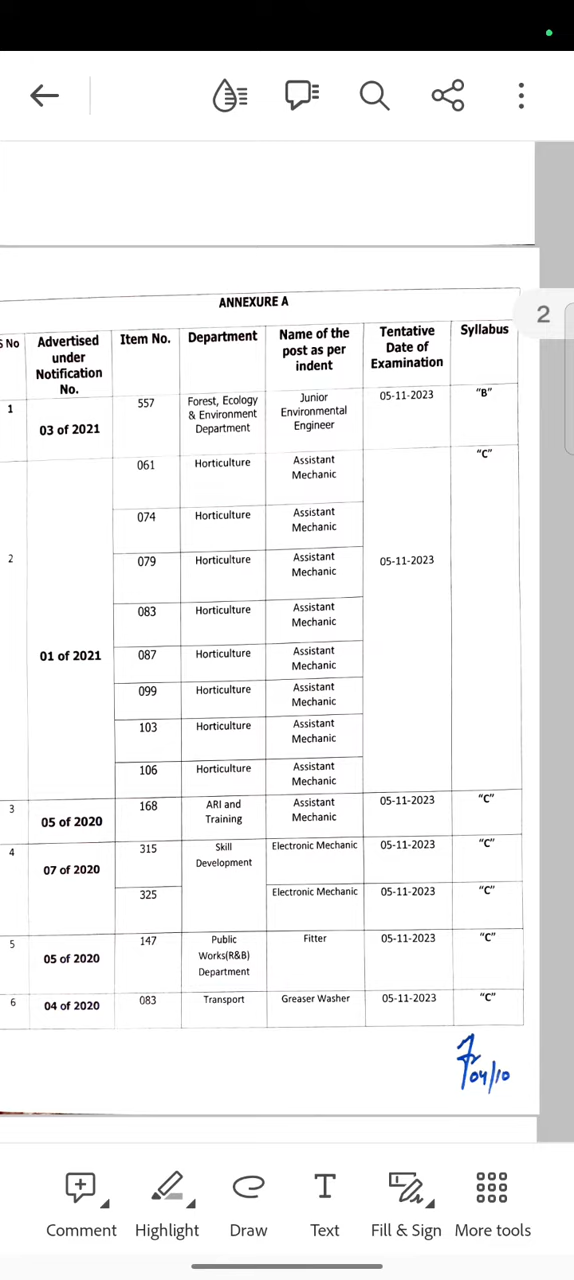 2
ANNEXURE A
S No
Advertised under Notification No.
Item No.
Department
Name of the post as per indent
Tentative Date of Examination
Syllabus
1
03 of 2021
557
Forest, Ecology & Environment Department
Junior Environmental Engineer
05-11-2023
"B"
2
01 of 2021
061
Horticulture
Assistant Mechanic
05-11-2023
"C"
074
Horticulture
Assistant Mechanic
079
Horticulture
Assistant Mechanic
083
Horticulture
Assistant Mechanic
087
Horticulture
Assistant Mechanic
099
Horticulture
Assistant Mechanic
103
Horticulture
Assistant Mechanic
106
Horticulture
Assistant Mechanic
3
05 of 2020
168
ARI and Training
Assistant Mechanic
05-11-2023
"C"
4
07 of 2020
315
Skill Development
Electronic Mechanic
05-11-2023
"C"
325
Electronic Mechanic
05-11-2023
"C"
5
05 of 2020
147
Public Works(R&B) Department
Fitter
05-11-2023
"C"
6
04 of 2020
083
Transport
Greaser Washer
05-11-2023
"C"
04/10
Comment
Highlight
Draw
Text
Fill & Sign
More tools